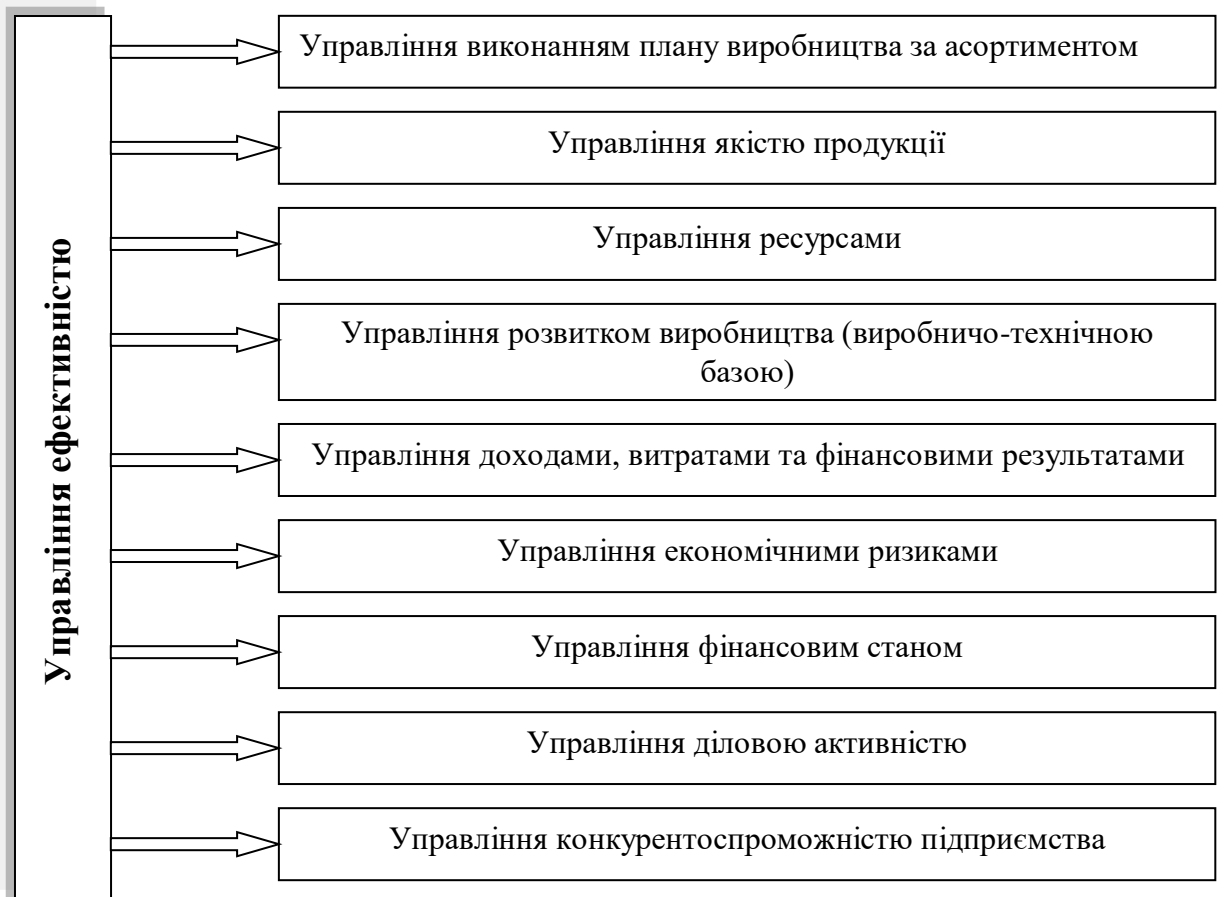 Управління ефективністю
Управління виконанням плану виробництва за асортиментом
Управління якістю продукції
Управління ресурсами
Управління розвитком виробництва (виробничо-технічною
базою)
Управління доходами, витратами та фінансовими результатами
Управління економічними ризиками
Управління фінансовим станом
Управління діловою активністю
Управління конкурентоспроможністю підприємства